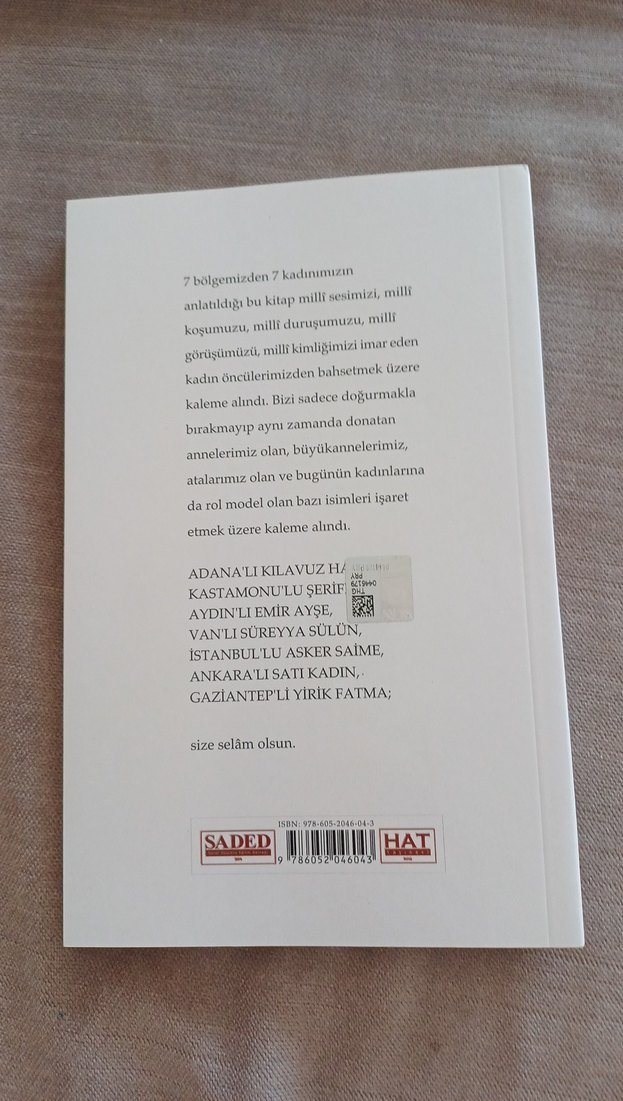 7 bölgemizden 7 kadınımızın
anlatıldığı bu kitap millî sesimizi, millî
koşumuzu, millî duruşumuzu, millî
görüşümüzü, millî kimliğimizi imar eden
kadın öncülerimizden bahsetmek üzere
kaleme alındı. Bizi sadece doğurmakla
bırakmayıp aynı zamanda donatan
annelerimiz olan, büyükannelerimiz,
atalarımız olan ve bugünün kadınlarına
da rol model olan bazı isimleri işaret
etmek üzere kaleme alındı.
ADANA'LI KILAVUZ
KASTAMONU'LU
AYDIN'LI EMİR AYŞE,
VAN'LI SÜREYYA SÜLÜN,
İSTANBUL'LU ASKER SAİME,
ANKARA'LI SATI KADIN,
GAZİANTEP'Lİ YİRİK FATMA;
THG
0446179
PRY
size selâm olsun.
ISBN: 978-605-2046-04-3
SADED
HAT
9 786052 046043